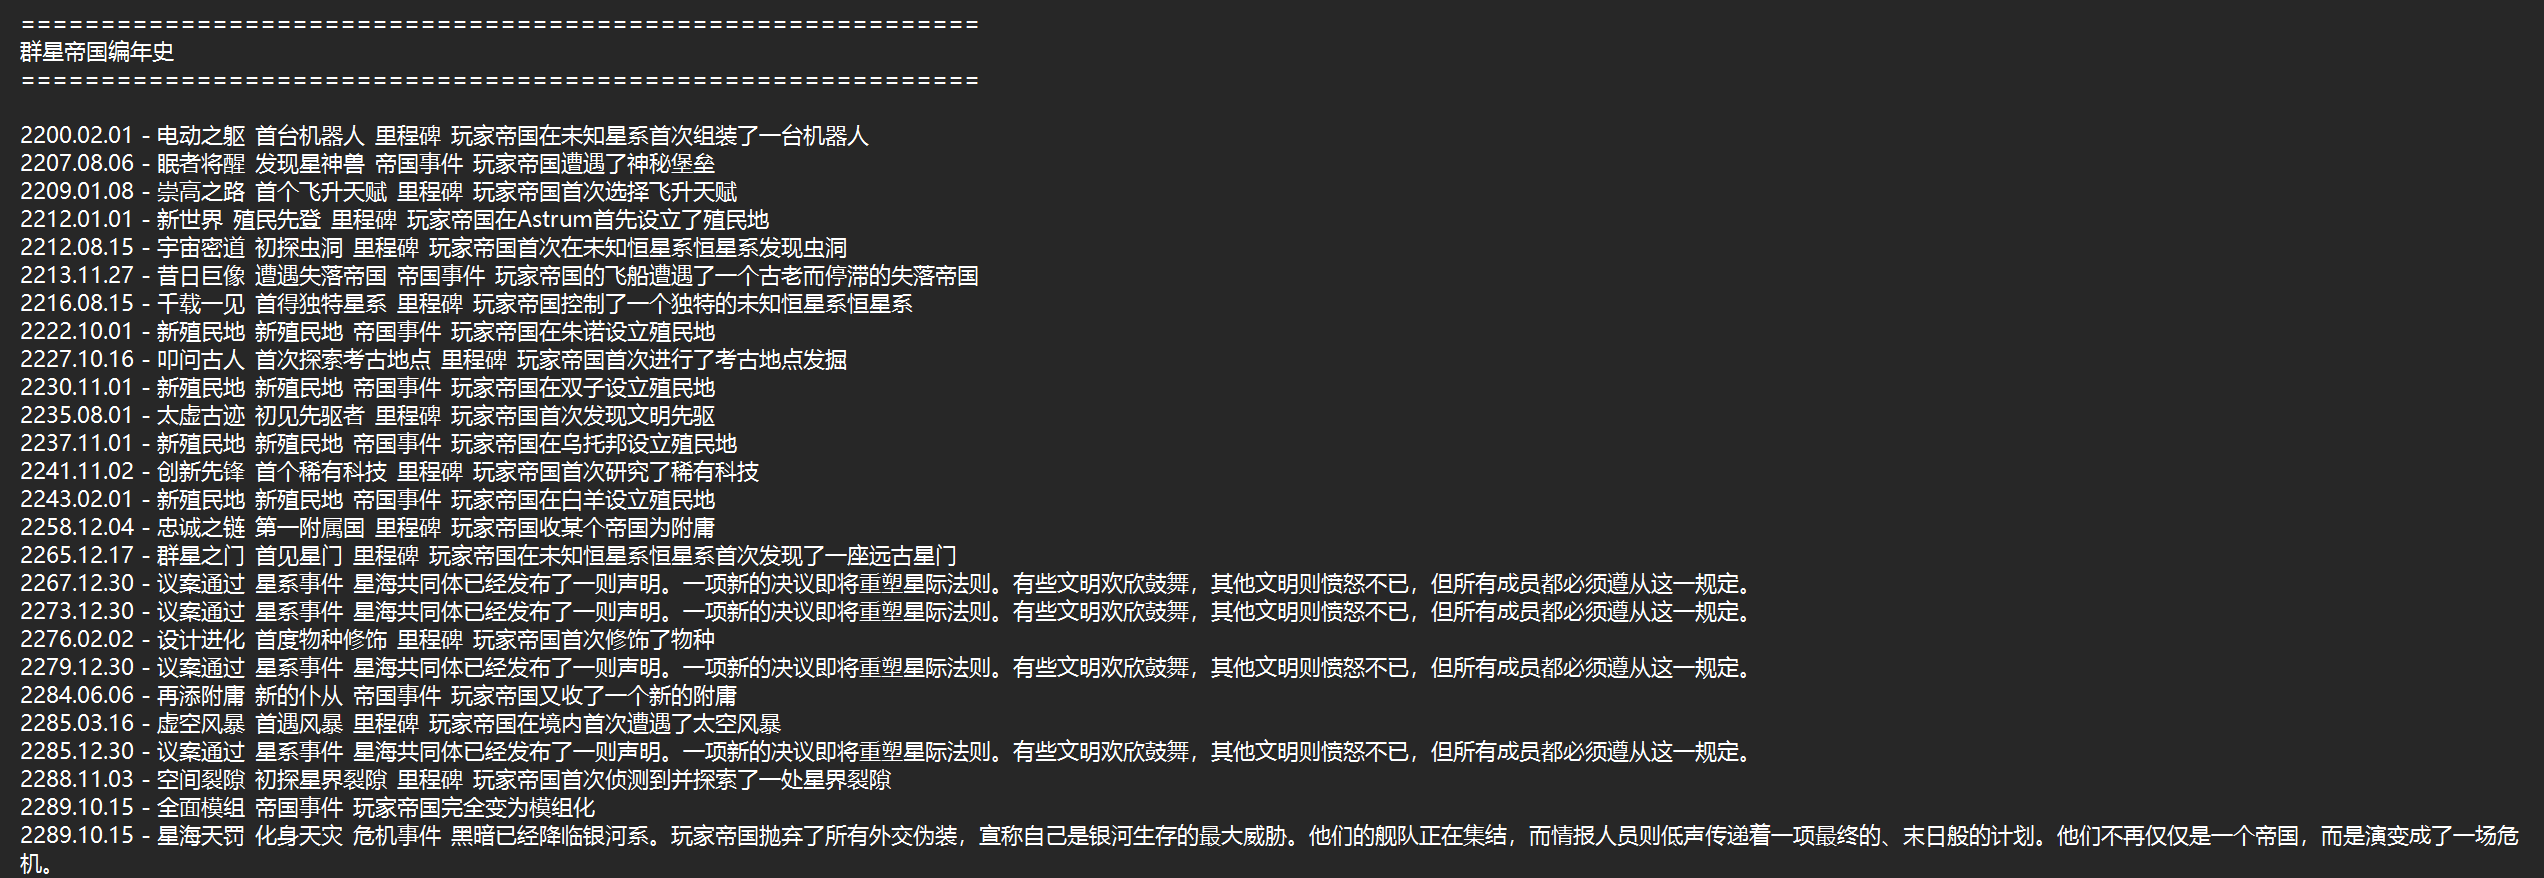 ============================================================
群星帝国编年史
============================================================
2200.02.01 - 电动之躯 首台机器人 里程碑 玩家帝国在未知星系首次组装了一台机器人
2207.08.06 - 眠者将醒 发现星神兽 帝国事件 玩家帝国遭遇了神秘堡垒
2209.01.08 - 崇高之路 首个飞升天赋 里程碑 玩家帝国首次选择飞升天赋
2212.01.01 - 新世界 殖民先登 里程碑 玩家帝国在Astrum首先设立了殖民地
2212.08.15 - 宇宙密道 初探虫洞 里程碑 玩家帝国首次在未知恒星系恒星系发现虫洞
2213.11.27 - 昔日巨像 遭遇失落帝国 帝国事件 玩家帝国的飞船遭遇了一个古老而停滞的失落帝国
2216.08.15 - 千载一见 首得独特星系 里程碑 玩家帝国控制了一个独特的未知恒星系恒星系
2222.10.01 - 新殖民地 新殖民地 帝国事件 玩家帝国在朱诺设立殖民地
2227.10.16 - 叩问古人 首次探索考古地点 里程碑 玩家帝国首次进行了考古地点发掘
2230.11.01 - 新殖民地 新殖民地 帝国事件 玩家帝国在双子设立殖民地
2235.08.01 - 太虚古迹 初见先驱者 里程碑 玩家帝国首次发现文明先驱
2237.11.01 - 新殖民地 新殖民地 帝国事件 玩家帝国在乌托邦设立殖民地
2241.11.02 - 创新先锋 首个稀有科技 里程碑 玩家帝国首次研究了稀有科技
2243.02.01 - 新殖民地 新殖民地 帝国事件 玩家帝国在白羊设立殖民地
2258.12.04 - 忠诚之链 第一附属国 里程碑 玩家帝国收某个帝国为附庸
2265.12.17 - 群星之门 首见星门 里程碑 玩家帝国在未知恒星系恒星系首次发现了一座远古星门
2267.12.30 - 议案通过 星系事件 星海共同体已经发布了一则声明。一项新的决议即将重塑星际法则。有些文明欢欣鼓舞，其他文明则愤怒不已，但所有成员都必须遵从这一规定。
2273.12.30 - 议案通过 星系事件 星海共同体已经发布了一则声明。一项新的决议即将重塑星际法则。有些文明欢欣鼓舞，其他文明则愤怒不已，但所有成员都必须遵从这一规定。
2276.02.02 - 设计进化 首度物种修饰 里程碑 玩家帝国首次修饰了物种
2279.12.30 - 议案通过 星系事件 星海共同体已经发布了一则声明。一项新的决议即将重塑星际法则。有些文明欢欣鼓舞，其他文明则愤怒不已，但所有成员都必须遵从这一规定。
2284.06.06 - 再添附庸 新的仆从 帝国事件 玩家帝国又收了一个新的附庸
2285.03.16 - 虚空风暴 首遇风暴 里程碑 玩家帝国在境内首次遭遇了太空风暴
2285.12.30 - 议案通过 星系事件 星海共同体已经发布了一则声明。一项新的决议即将重塑星际法则。有些文明欢欣鼓舞，其他文明则愤怒不已，但所有成员都必须遵从这一规定。
2288.11.03 - 空间裂隙 初探星界裂隙 里程碑 玩家帝国首次侦测到并探索了一处星界裂隙
2289.10.15 - 全面模组 帝国事件 玩家帝国完全变为模组化
2289.10.15 - 星海天罚 化身天灾 危机事件 黑暗已经降临银河系。玩家帝国抛弃了所有外交伪装，宣称自己是银河生存的最大威胁。他们的舰队正在集结，而情报人员则低声传递着一项最终的、末日般的计划。他们不再仅仅是一个帝国，而是演变成了一场危
机。